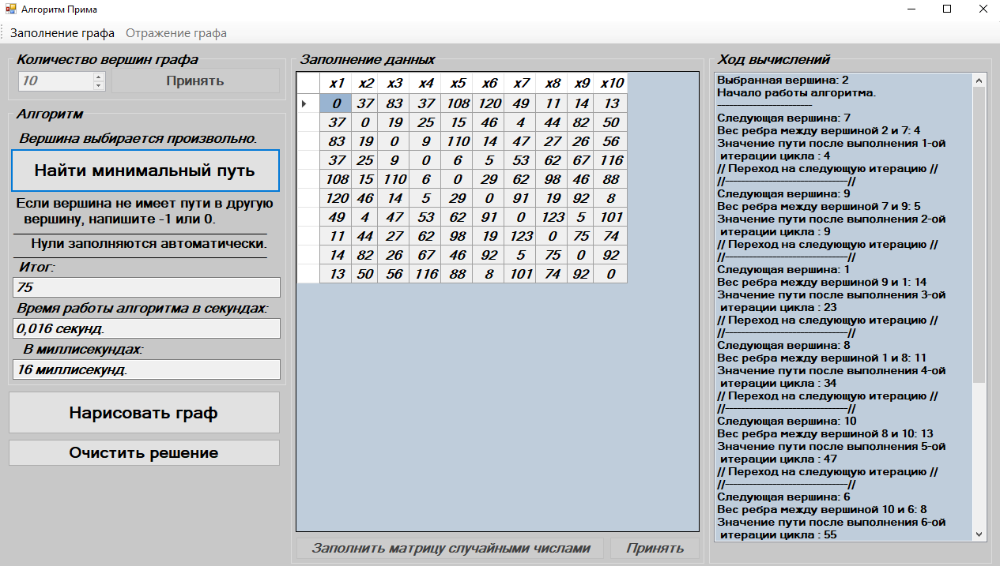 Алгоритм Прима
Заполнение графа Отражение графа
Количество вершин графа
10 Принять
Алгоритм
Вершина выбирается произвольно.
Найти минимальный путь
Если вершина не имеет пути в другую
вершину, напишите -1 или 0.
Нули заполняются автоматически.
Итог:
75
Время работы алгоритма в секундах:
0,016 секунд.
В миллисекундах:
16 миллисекунд.
Нарисовать граф
Очистить решение
Заполнение данных
x1 x2 x3 x4 x5 x6 x7 x8 x9 x10
0 37 83 37 108 120 49 11 14 13
37 0 19 25 15 46 4 44 82 50
83 19 0 9 110 14 47 27 26 56
37 25 9 0 6 5 53 62 67 116
108 15 110 6 0 29 62 98 46 88
120 46 14 5 29 0 91 19 92 8
49 4 47 53 62 91 0 123 5 101
11 44 27 62 98 19 123 0 75 74
14 82 26 67 46 92 5 75 0 92
13 50 56 116 88 8 101 74 92 0
Заполнить матрицу случайными числами Принять
Ход вычислений
Выбранная вершина: 2
Начало работы алгоритма.
------------------------------
Следующая вершина: 7
Вес ребра между вершиной 2 и 7: 4
Значение пути после выполнения 1-ой
итерации цикла : 4
// Переход на следующую итерацию //
//---------------------------------------//
Следующая вершина: 9
Вес ребра между вершиной 7 и 9: 5
Значение пути после выполнения 2-ой
итерации цикла : 9
// Переход на следующую итерацию //
//---------------------------------------//
Следующая вершина: 1
Вес ребра между вершиной 9 и 1: 14
Значение пути после выполнения 3-ой
итерации цикла : 23
// Переход на следующую итерацию //
//---------------------------------------//
Следующая вершина: 8
Вес ребра между вершиной 1 и 8: 11
Значение пути после выполнения 4-ой
итерации цикла : 34
// Переход на следующую итерацию //
//---------------------------------------//
Следующая вершина: 10
Вес ребра между вершиной 8 и 10: 13
Значение пути после выполнения 5-ой
итерации цикла : 47
// Переход на следующую итерацию //
//---------------------------------------//
Следующая вершина: 6
Вес ребра между вершиной 10 и 6: 8
Значение пути после выполнения 6-ой
итерации цикла : 55